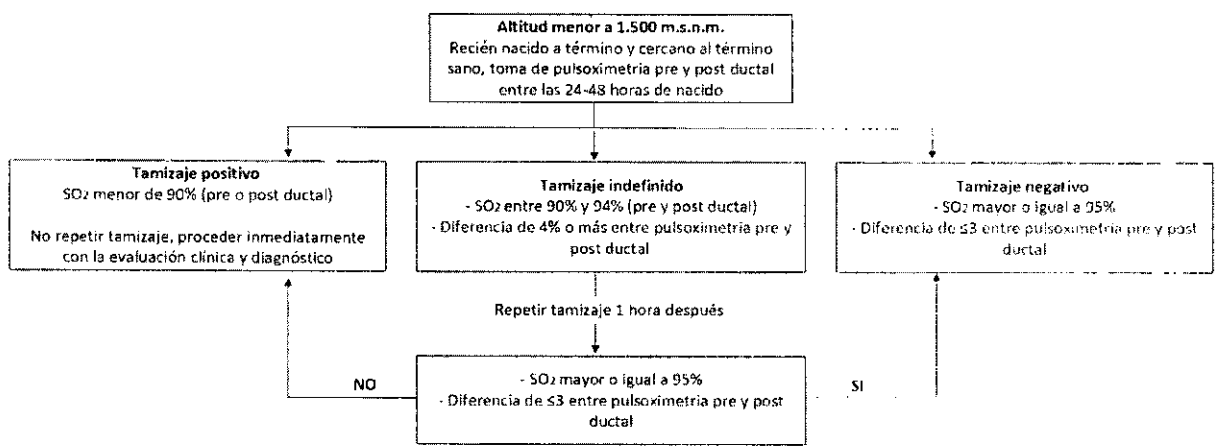 Altitud menor a 1.500 m.s.n.m.
Recién nacido a término y cercano al término
sano, toma de pulsoximetria pre y post ductal
entre las 24-48 horas de nacido
Tamizaje positivo
SO2 menor de 90% (pre o post ductal)
No repetir tamizaje, proceder inmediatamente
con la evaluación clínica y diagnóstico
Tamizaje indefinido
- SO2 entre 90% y 94% (pre y post ductal)
- Diferencia de 4% o más entre pulsoximetria pre y
post ductal
Tamizaje negativo
- SO2 mayor o igual a 95%
- Diferencia de ≤3 entre pulsoximetria pre y post
ductal
Repetir tamizaje 1 hora después
NO
- SO2 mayor o igual a 95%
- Diferencia de ≤3 entre pulsoximetria pre y post
ductal
SI